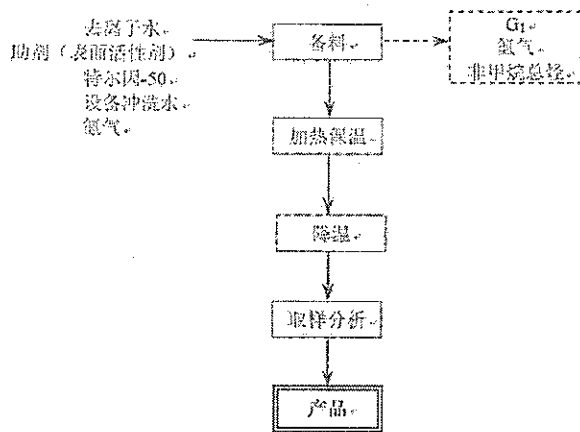 去离子水
助剂（表面活性剂）
特尔因-50
设备冲洗水
氨气
备料
G1
氨气
非甲烷总烃
加热保温
降温
取样分析
产品